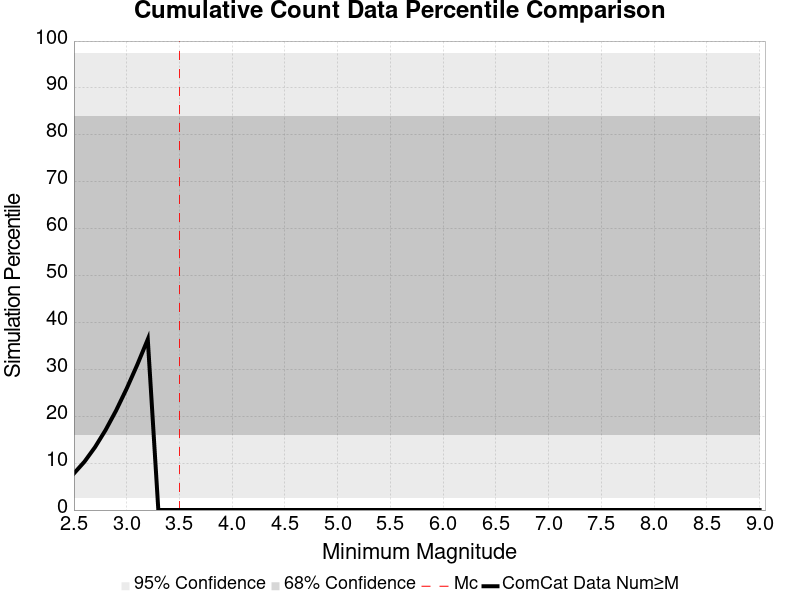 Cumulative Count Data Percentile Comparison
100
90
80
70
60
50
40
30
20
10
0
Simulation Percentile
2.5 3.0 3.5 4.0 4.5 5.0 5.5 6.0 6.5 7.0 7.5 8.0 8.5 9.0
Minimum Magnitude
95% Confidence 68% Confidence Mc ComCat Data Num≥M